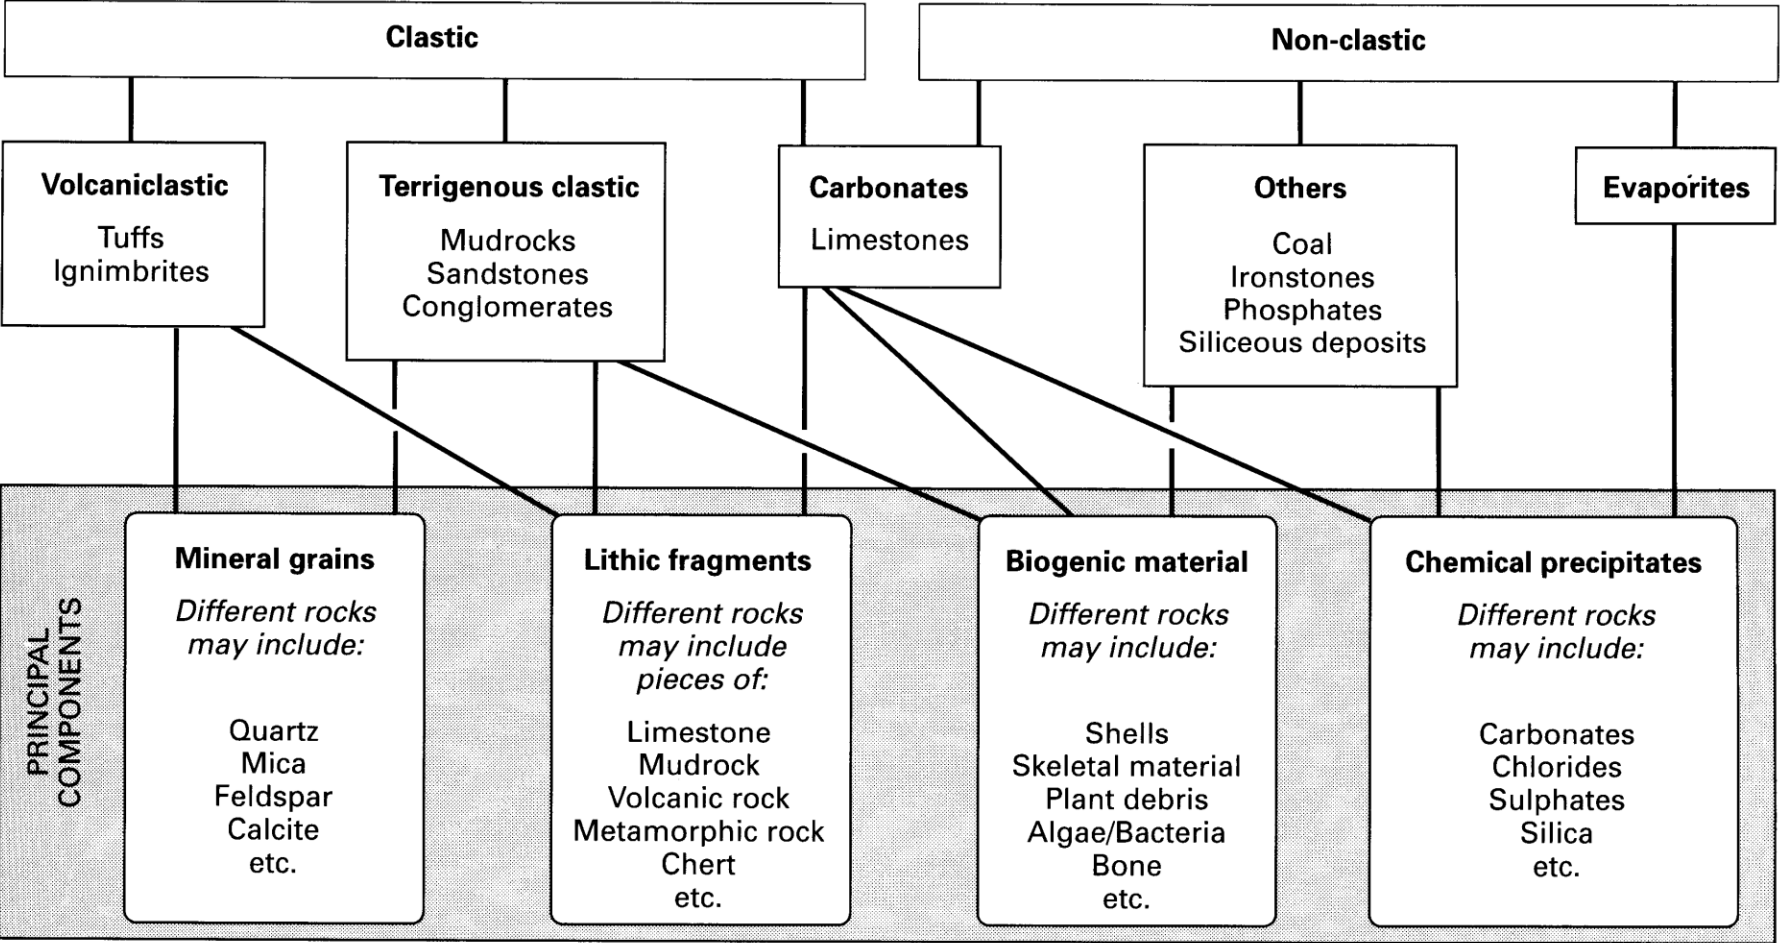 Clastic
Non-clastic
Volcaniclastic
Tuffs
Ignimbrites
Terrigenous clastic
Mudrocks
Sandstones
Conglomerates
Carbonates
Limestones
Others
Coal
Ironstones
Phosphates
Siliceous deposits
Evaporites
PRINCIPAL
COMPONENTS
Mineral grains
Different rocks
may include:
Quartz
Mica
Feldspar
Calcite
etc.
Lithic fragments
Different rocks
may include
pieces of:
Limestone
Mudrock
Volcanic rock
Metamorphic rock
Chert
etc.
Biogenic material
Different rocks
may include:
Shells
Skeletal material
Plant debris
Algae/Bacteria
Bone
etc.
Chemical precipitates
Different rocks
may include:
Carbonates
Chlorides
Sulphates
Silica
etc.